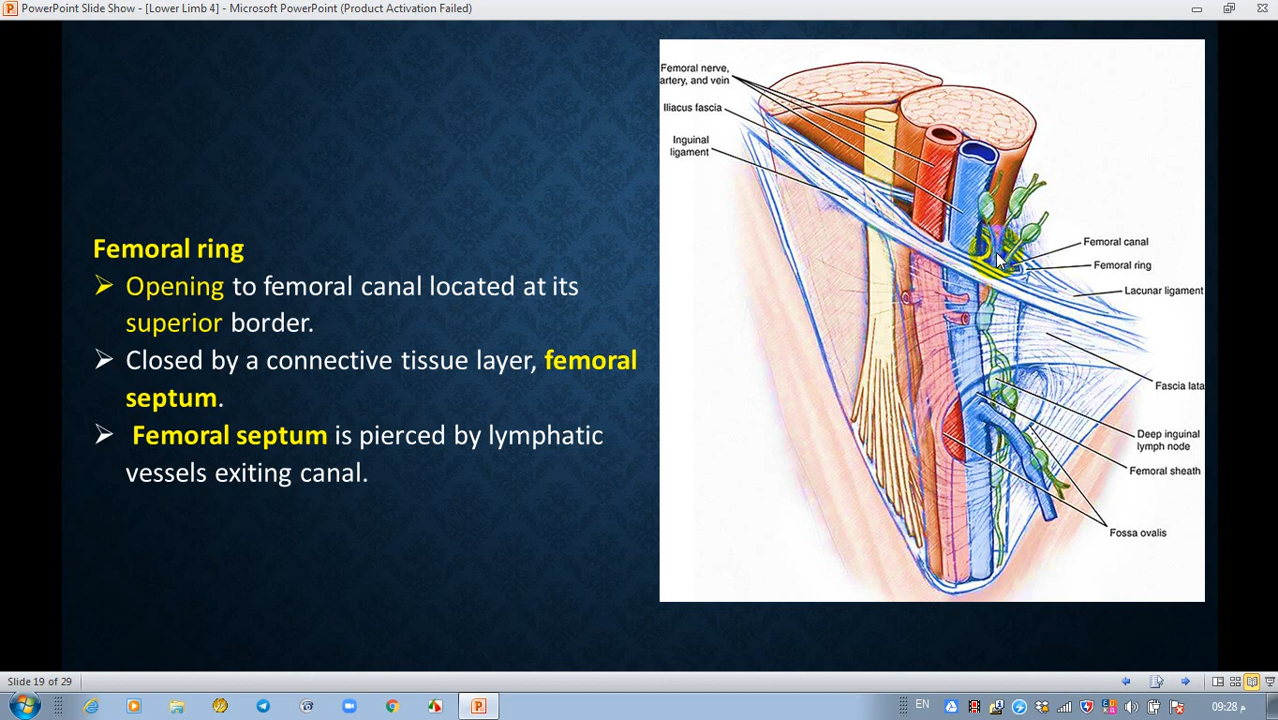 PowerPoint Slide Show - [Lower Limb 4] - Microsoft PowerPoint (Product Activation Failed)
Femoral ring
Opening to femoral canal located at its
superior border.
Closed by a connective tissue layer, femoral
septum.
Femoral septum is pierced by lymphatic
vessels exiting canal.
Femoral nerve,
artery, and vein
Iliacus fascia
Inguinal
ligament
Femoral canal
Femoral ring
Lacunar ligament
Fascia lata
Deep inguinal
lymph node
Femoral sheath
Fossa ovalis
Slide 19 of 29
EN
09:28 م